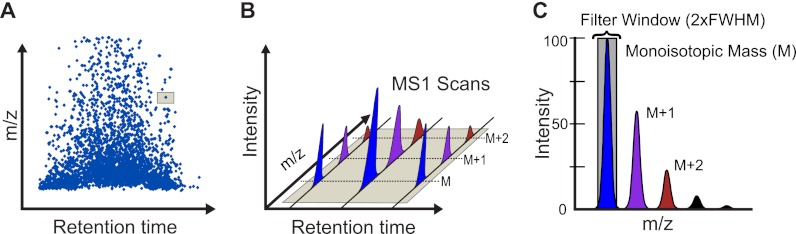 A
m/z
Retention time
B
Intensity
m/z
MS1 Scans
M+2
M+1
M
Retention time
C
Filter Window (2xFWHM)
Monoisotopic Mass (M)
100
50
0
Intensity
M+1
M+2
m/z